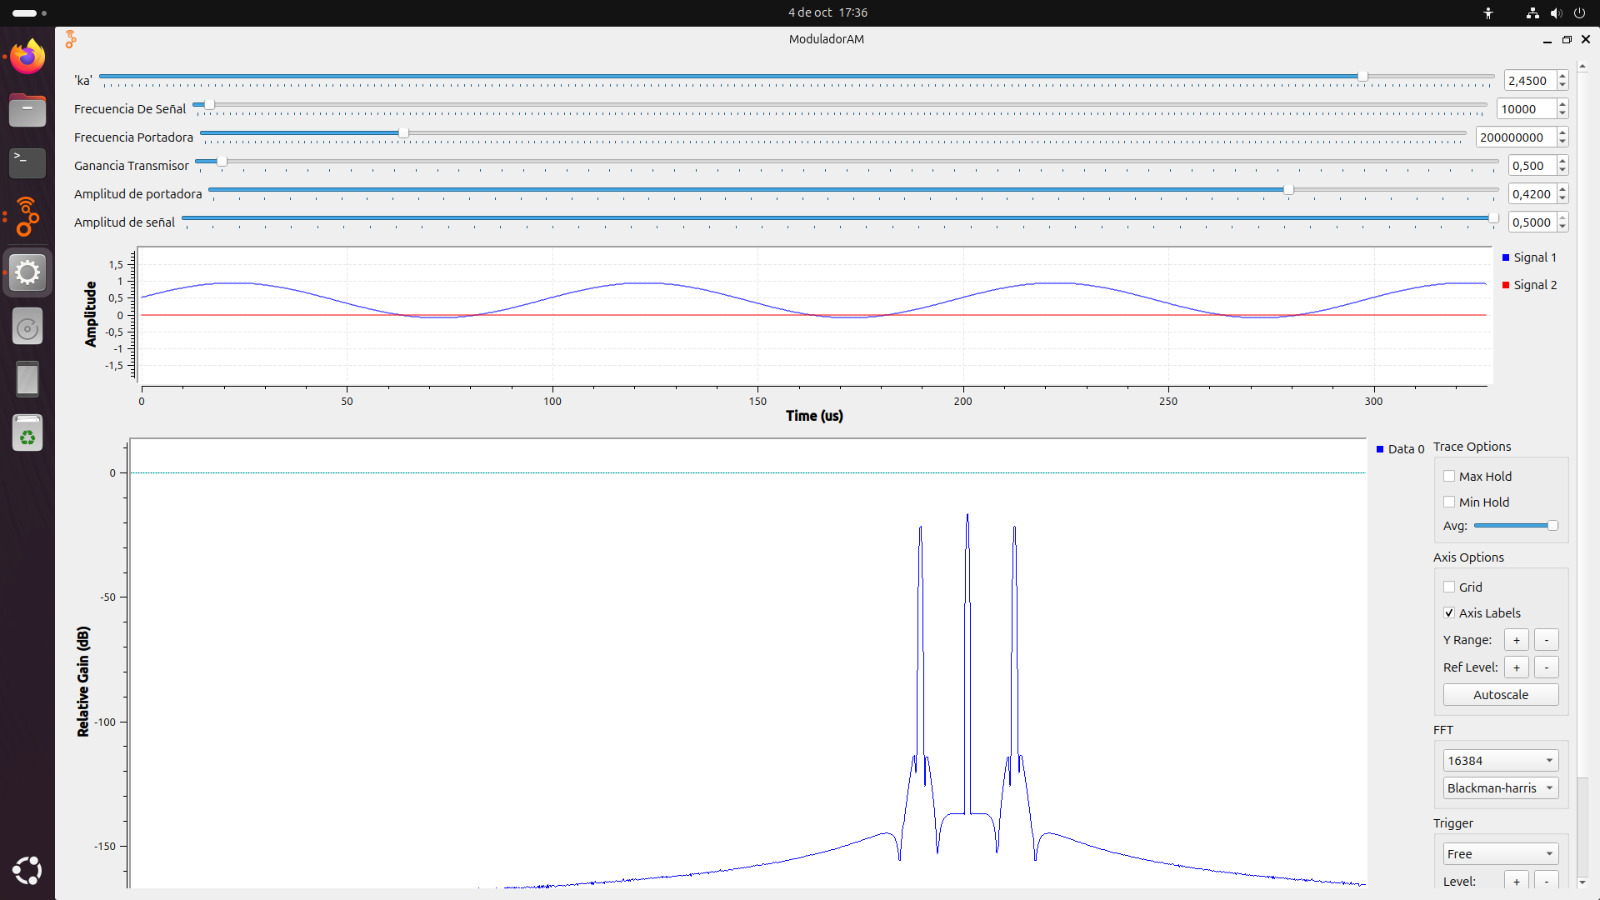 4 de oct 17:36
ModuladorAM
'ka' 2,4500
Frecuencia De Señal 10000
Frecuencia Portadora 200000000
Ganancia Transmisor 0,500
Amplitud de portadora 0,4200
Amplitud de señal 0,5000
Amplitude
1,5
1
0,5
0
-0,5
-1
-1,5
0 50 100 150 200 250 300
Time (us)
Signal 1
Signal 2
Relative Gain (dB)
0
-50
-100
-150
Data 0
Trace Options
Max Hold
Min Hold
Avg:
Axis Options
Grid
Axis Labels
Y Range: + -
Ref Level: + -
Autoscale
FFT
16384
Blackman-harris
Trigger
Free
Level: + -